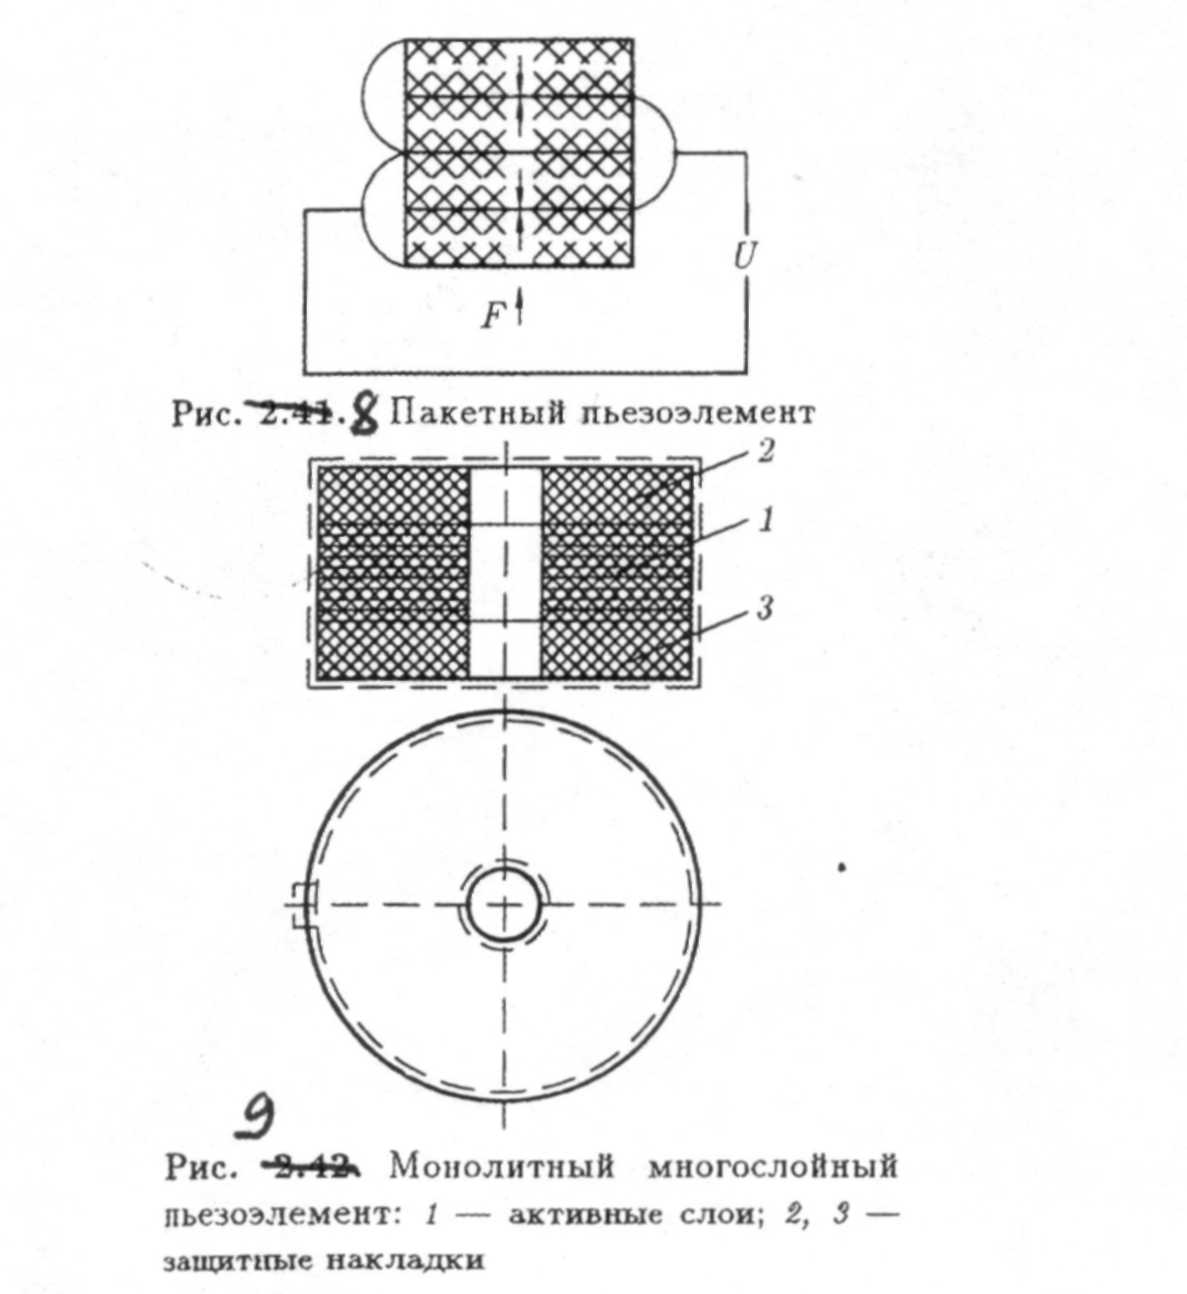 U
F
Рис. 2.41. 8 Пакетный пьезоэлемент
2
1
3
9
Рис. 2.42. Монолитный многослойный
пьезоэлемент: 1 — активные слои; 2, 3 —
защитные накладки